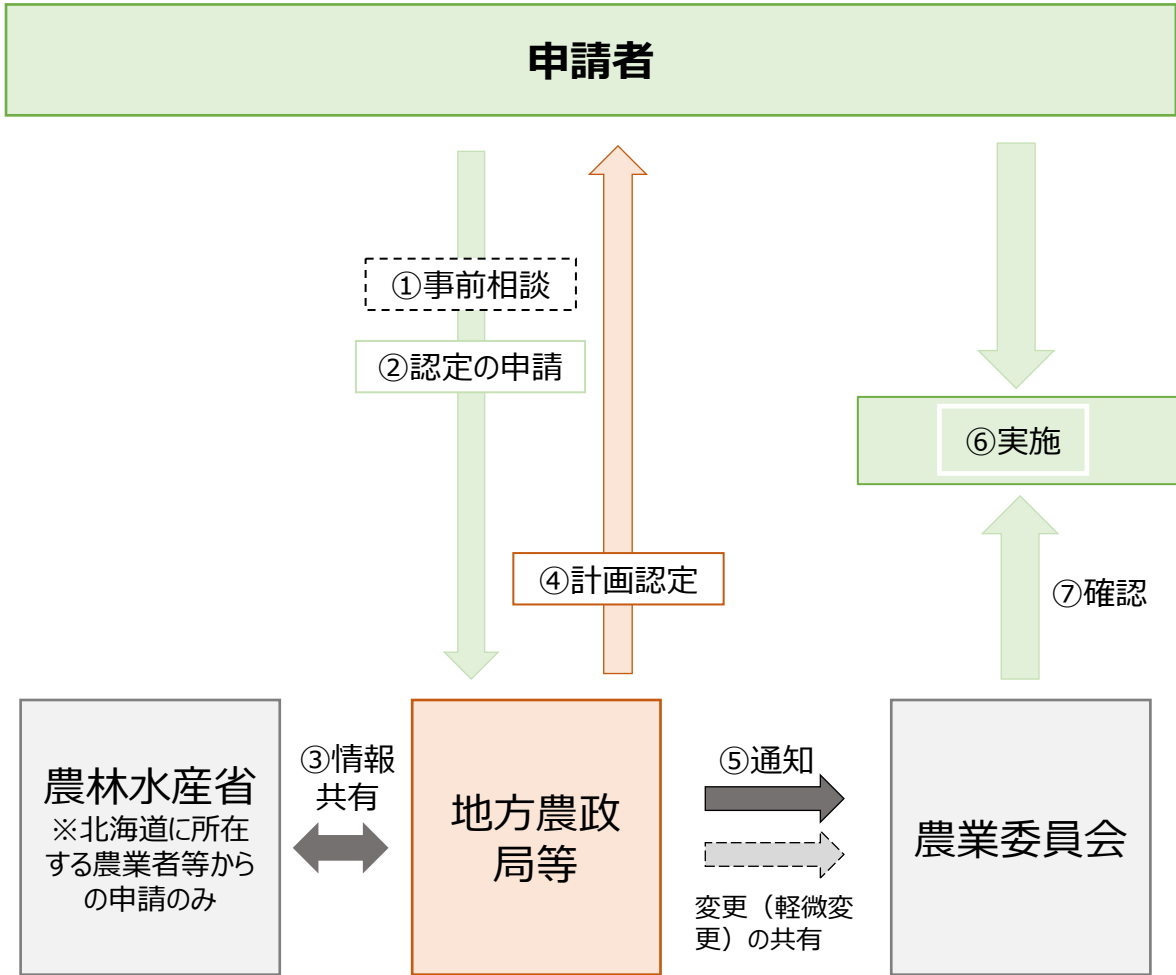 申請者
①事前相談
②認定の申請
⑥実施
④計画認定
⑦確認
農林水産省
※北海道に所在
する農業者等から
の申請のみ
③情報
共有
地方農政
局等
⑤通知
変更（軽微変
更）の共有
農業委員会